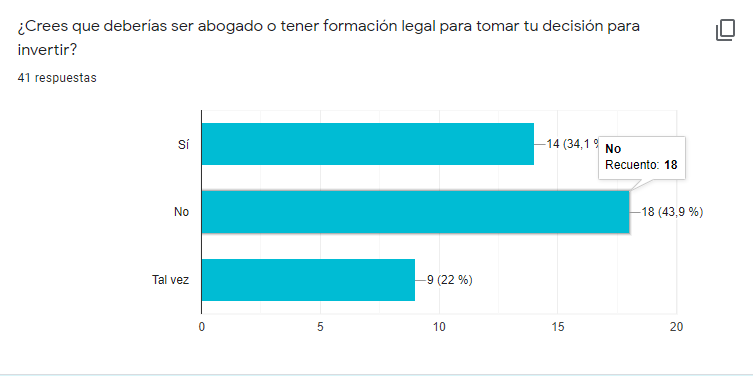 ¿Crees que deberías ser abogado o tener formación legal para tomar tu decisión para
invertir?
41 respuestas
Sí
14 (34,1 %
No
Recuento: 18
No
18 (43,9 %)
Tal vez
9 (22 %)
0 5 10 15 20